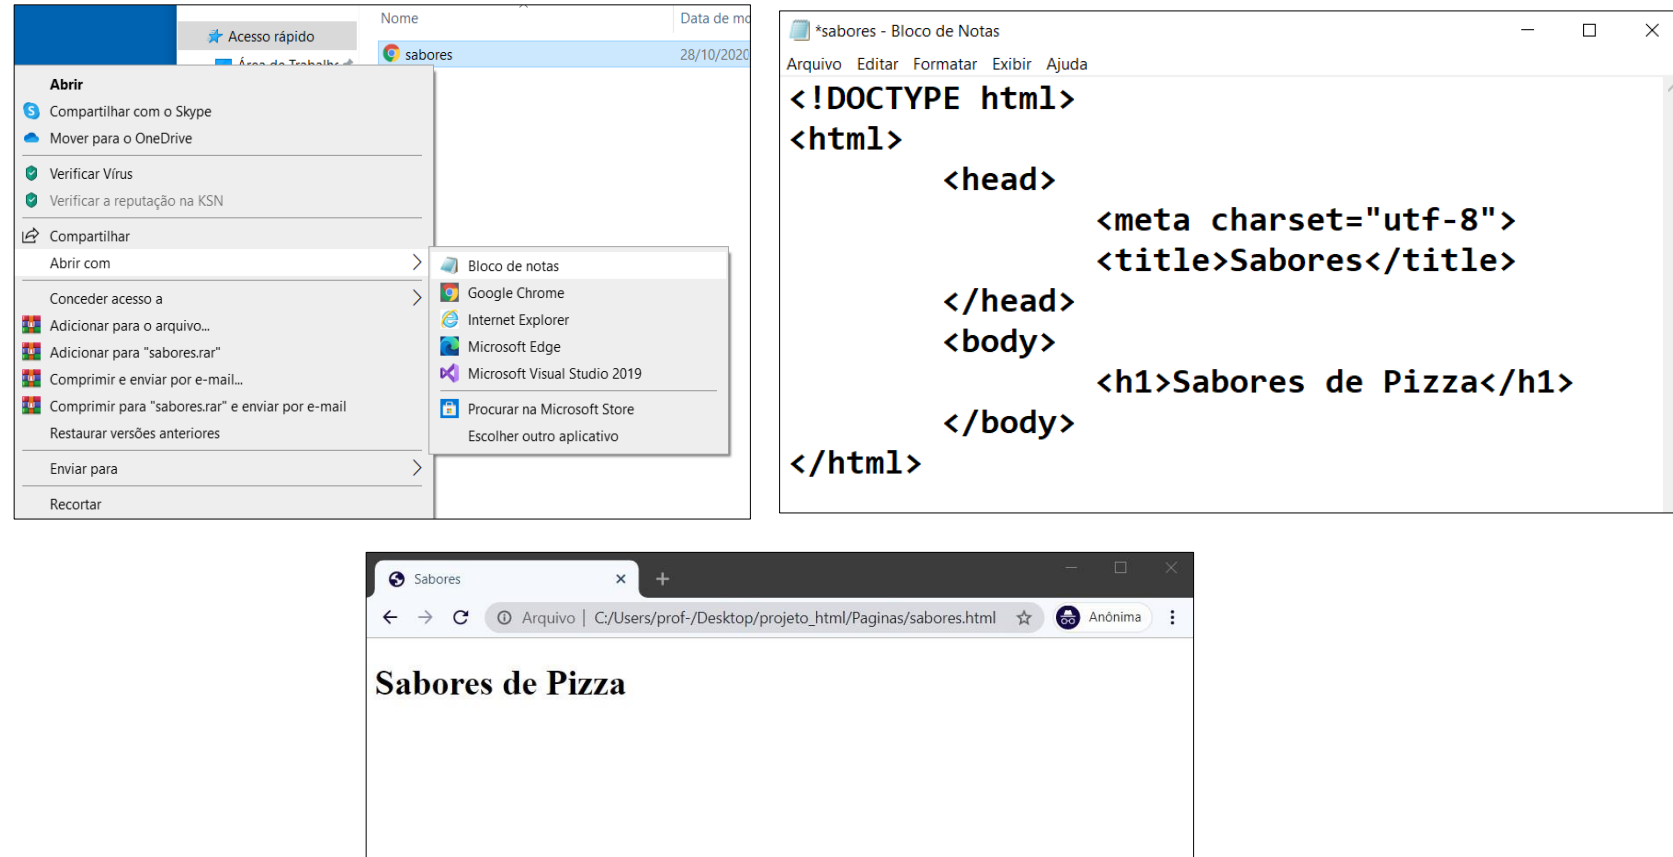 Nome Data de mo
Acesso rápido
sabores 28/10/2020
Área de Trabalho
Abrir
Compartilhar com o Skype
Mover para o OneDrive
Verificar Vírus
Verificar a reputação na KSN
Compartilhar
Abrir com
Conceder acesso a
Adicionar para o arquivo...
Adicionar para "sabores.rar"
Comprimir e enviar por e-mail...
Comprimir para "sabores.rar" e enviar por e-mail
Restaurar versões anteriores
Enviar para
Recortar
Bloco de notas
Google Chrome
Internet Explorer
Microsoft Edge
Microsoft Visual Studio 2019
Procurar na Microsoft Store
Escolher outro aplicativo
*sabores - Bloco de Notas
Arquivo Editar Formatar Exibir Ajuda
<!DOCTYPE html>
<html>
<head>
<meta charset="utf-8">
<title>Sabores</title>
</head>
<body>
<h1>Sabores de Pizza</h1>
</body>
</html>
Sabores
Arquivo | C:/Users/prof-/Desktop/projeto_html/Paginas/sabores.html Anônima
Sabores de Pizza